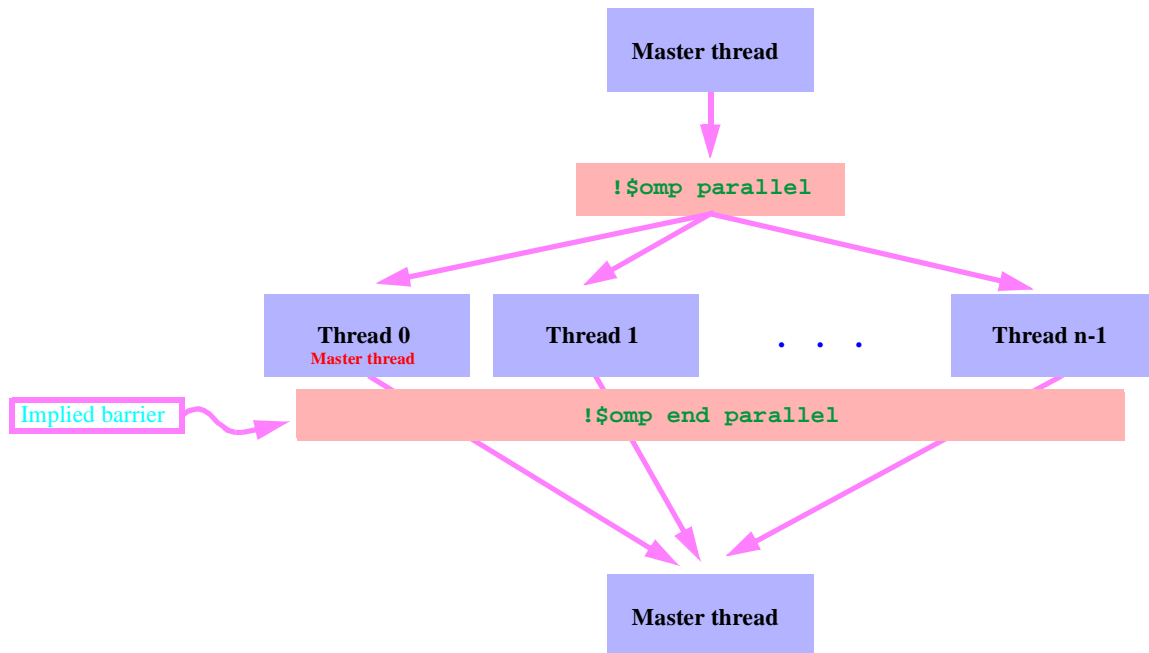 Master thread
!$omp parallel
Thread 0
Master thread
Thread 1
. . .
Thread n-1
Implied barrier
!$omp end parallel
Master thread